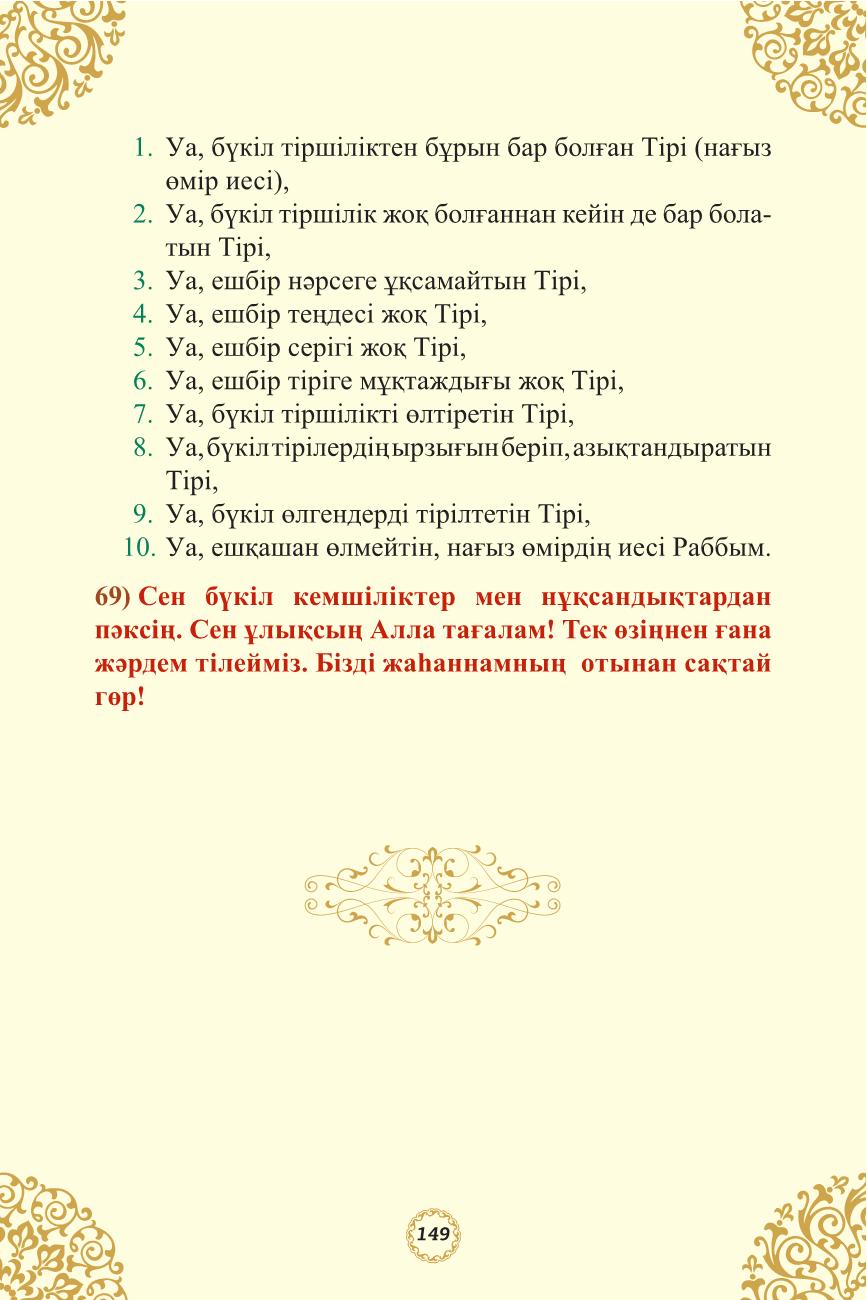 1. Уа, бүкіл тіршіліктен бұрын бар болған Тірі (нағыз
өмір иесі),
2. Уа, бүкіл тіршілік жоқ болғаннан кейін де бар бола-
тын Тірі,
3. Уа, ешбір нәрсеге ұқсамайтын Тірі,
4. Уа, ешбір теңдесі жоқ Тірі,
5. Уа, ешбір серігі жоқ Тірі,
6. Уа, ешбір тіріге мұқтаждығы жоқ Тірі,
7. Уа, бүкіл тіршілікті өлтіретін Тірі,
8. Уа, бүкіл тірілердің ырзығын беріп, азықтандыратын
Тірі,
9. Уа, бүкіл өлгендерді тірілтетін Тірі,
10. Уа, ешқашан өлмейтін, нағыз өмірдің иесі Раббым.
69) Сен бүкіл кемшіліктер мен нұқсандықтардан
пәксің. Сен ұлықсың Алла тағалам! Тек өзіңнен ғана
жәрдем тілейміз. Бізді жаһаннамның отынан сақтай
гөр!
149